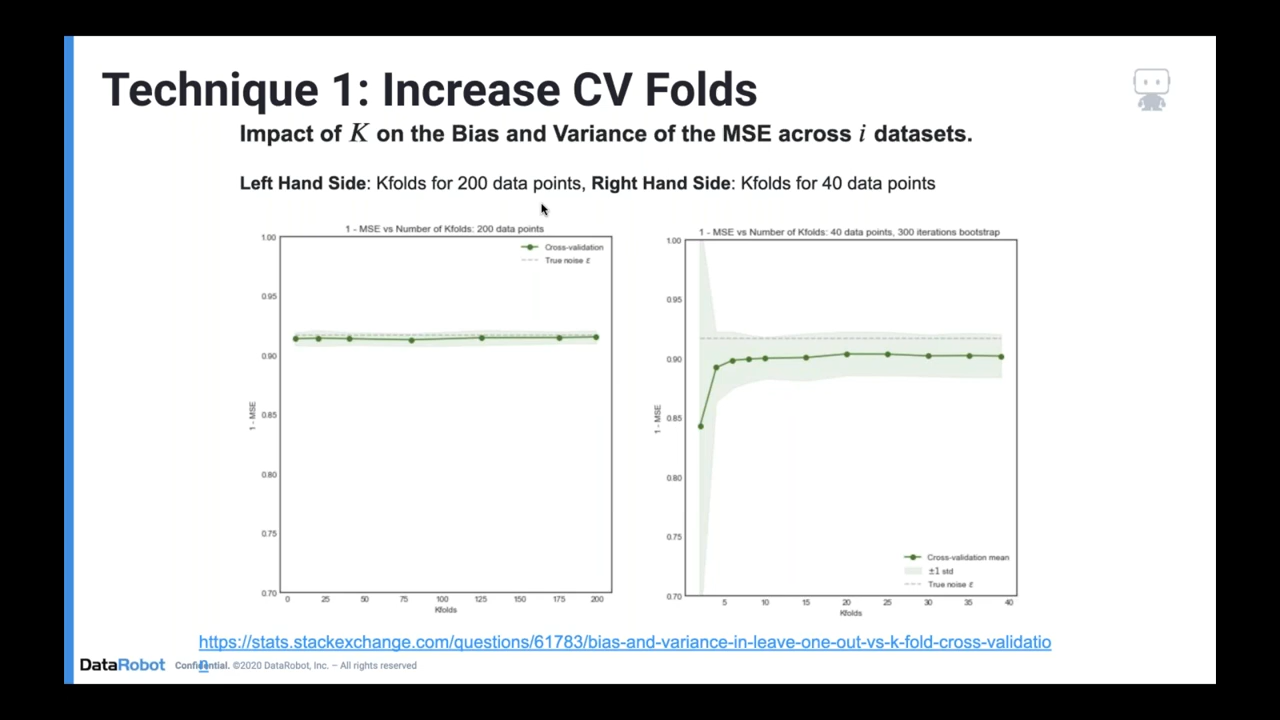 Technique 1: Increase CV Folds
Impact of K on the Bias and Variance of the MSE across i datasets.
Left Hand Side: Kfolds for 200 data points, Right Hand Side: Kfolds for 40 data points
1 - MSE vs Number of Kfolds: 200 data points
1.00
0.95
0.90
0.85
0.80
0.75
0.70
1 - MSE
Cross-validation
True noise ε
0 25 50 75 100 125 150 175 200
Kfolds
1 - MSE vs Number of Kfolds: 40 data points, 300 iterations bootstrap
1.00
0.95
0.90
0.85
0.80
0.75
0.70
1 - MSE
Cross-validation mean
±1 std
True noise ε
5 10 15 20 25 30 35 40
Kfolds
https://stats.stackexchange.com/questions/61783/bias-and-variance-in-leave-one-out-vs-k-fold-cross-validatio
n
DataRobot Confidential. ©2020 DataRobot, Inc. – All rights reserved